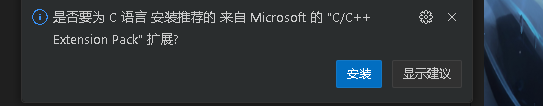 是否要为 C 语言 安装推荐的 来自 Microsoft 的 "C/C++
Extension Pack" 扩展?
安装
显示建议